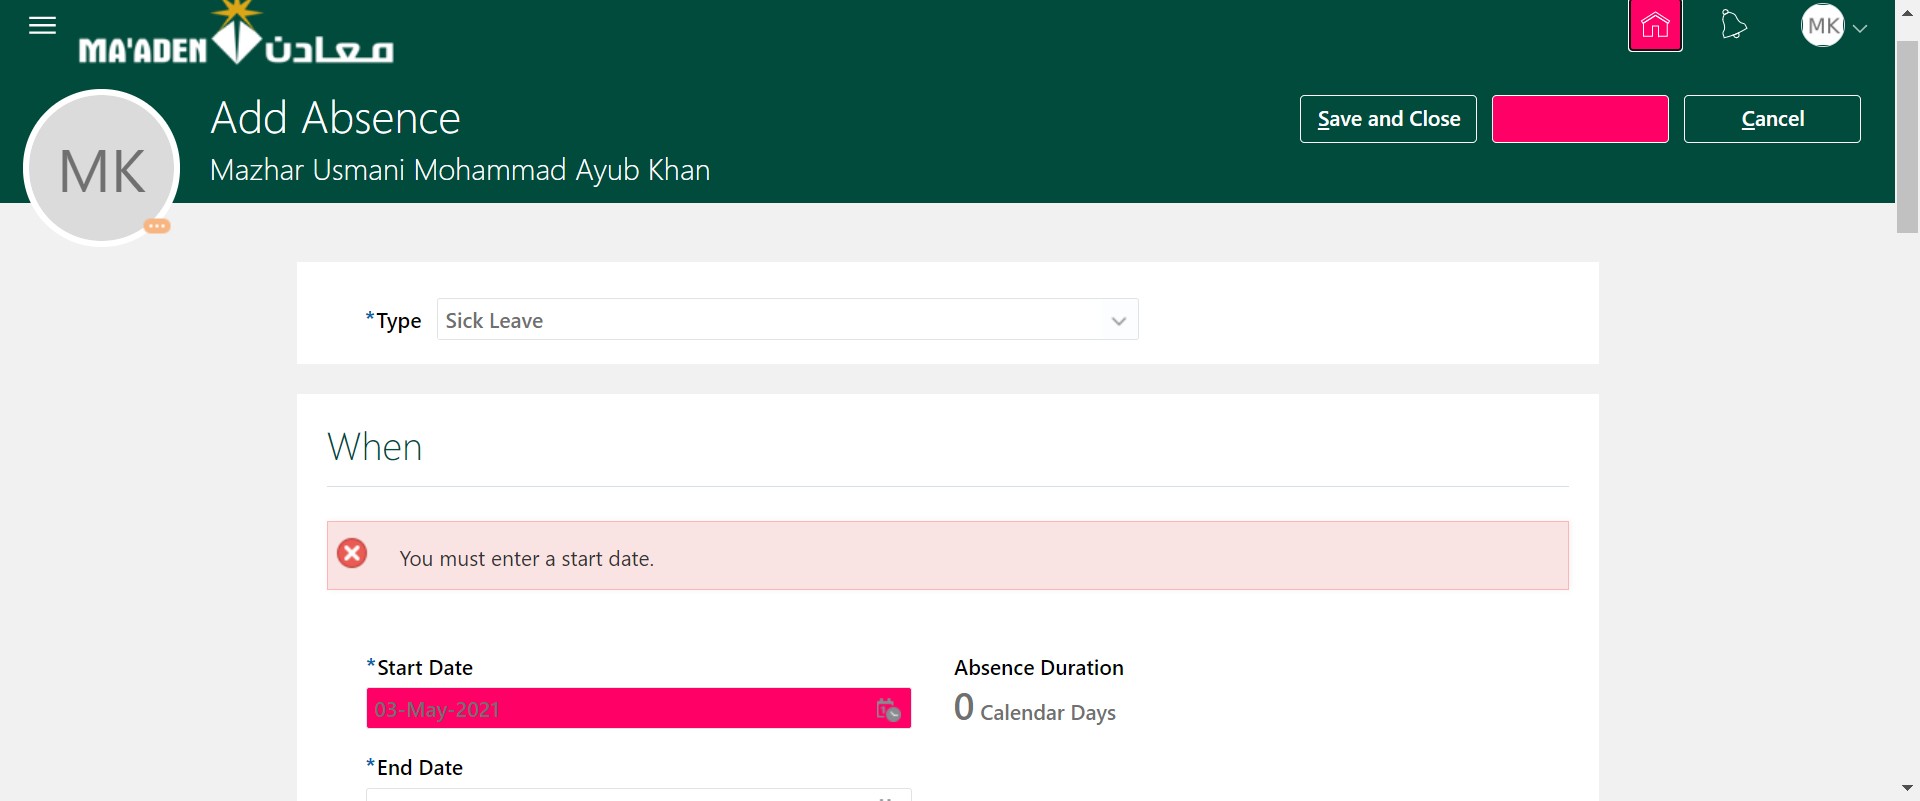 MA'ADEN معادن
MK
Add Absence
Mazhar Usmani Mohammad Ayub Khan
MK
Save and Close
Cancel
*Type
Sick Leave
When
You must enter a start date.
*Start Date
03-May-2021
Absence Duration
0 Calendar Days
*End Date